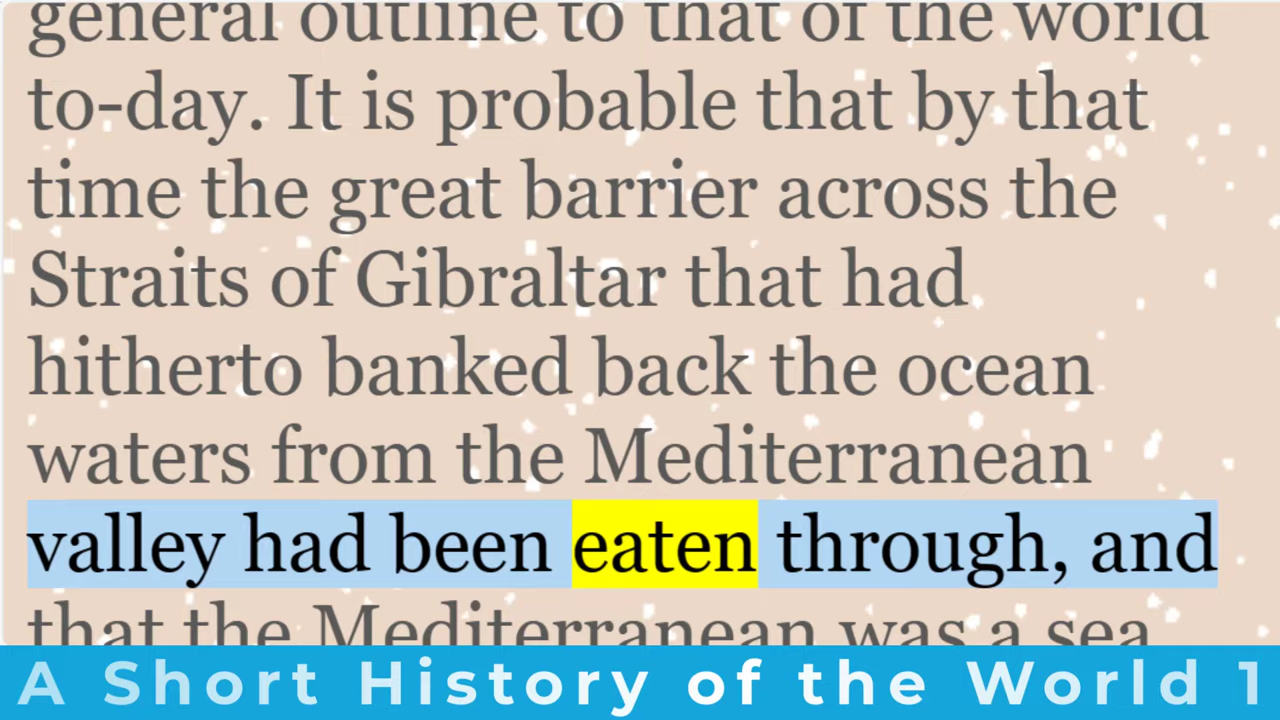 general outline to that of the world
to-day. It is probable that by that
time the great barrier across the
Straits of Gibraltar that had
hitherto banked back the ocean
waters from the Mediterranean
valley had been eaten through, and
that the Mediterranean was a sea
A Short History of the World 1